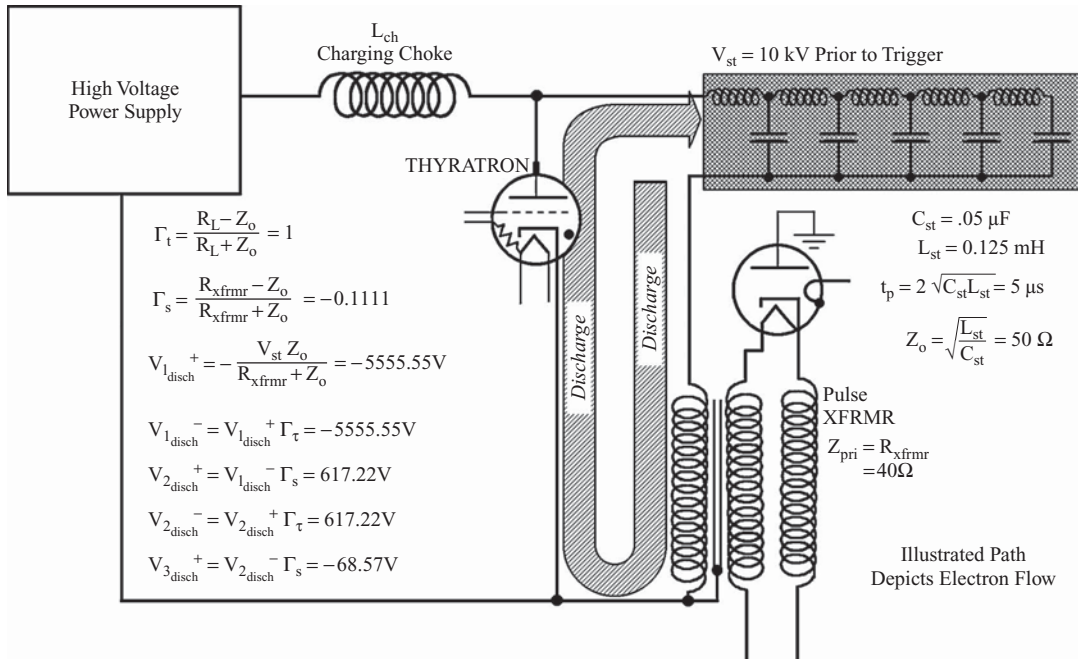 L_ch
Charging Choke
V_st = 10 kV Prior to Trigger
High Voltage
Power Supply
THYRATRON
Γ_t = (R_L − Z_o) / (R_L + Z_o) = 1
Γ_s = (R_xfrmr − Z_o) / (R_xfrmr + Z_o) = −0.1111
V_1disch^+ = − (V_st Z_o) / (R_xfrmr + Z_o) = −5555.55V
V_1disch^− = V_1disch^+ Γ_τ = −5555.55V
V_2disch^+ = V_1disch^− Γ_s = 617.22V
V_2disch^− = V_2disch^+ Γ_τ = 617.22V
V_3disch^+ = V_2disch^− Γ_s = −68.57V
Discharge
Discharge
C_st = .05 μF
L_st = 0.125 mH
t_p = 2 √(C_st L_st) = 5 μs
Z_o = √(L_st / C_st) = 50 Ω
Pulse
XFRMR
Z_pri = R_xfrmr
=40Ω
Illustrated Path
Depicts Electron Flow